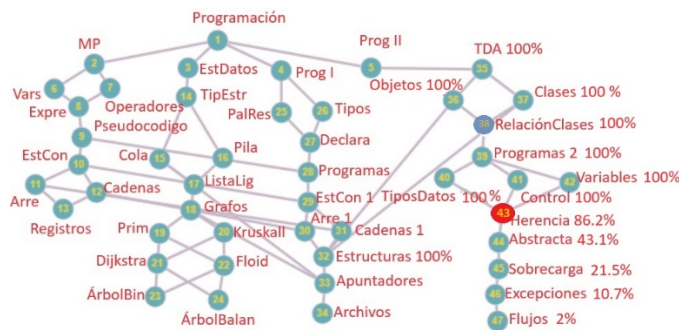 Programación
1
MP
Prog II
2
3
EstDatos
4
Prog I
5
TDA 100%
35
Vars
6
7
Operadores
TipEstr
14
PalRes
25
26
Tipos
Objetos 100%
36
37
Clases 100 %
Expre
8
Pseudocodigo
9
27
Declara
38
RelaciónClases 100%
EstCon
10
Cola
15
16
Pila
28
Programas
39
Programas 2 100%
11
12
Cadenas
17
ListaLig
29
EstCon 1
40
TiposDatos 100 %
41
42
Variables 100%
Control 100%
Arre
13
Registros
18
Grafos
Arre 1
30
31
Cadenas 1
43
Herencia 86.2%
Prim
19
20
Kruskall
32
Estructuras 100%
44
Abstracta 43.1%
Dijkstra
21
22
Floid
33
Apuntadores
45
Sobrecarga 21.5%
ÁrbolBin
23
24
ÁrbolBalan
34
Archivos
46
Excepciones 10.7%
47
Flujos 2%